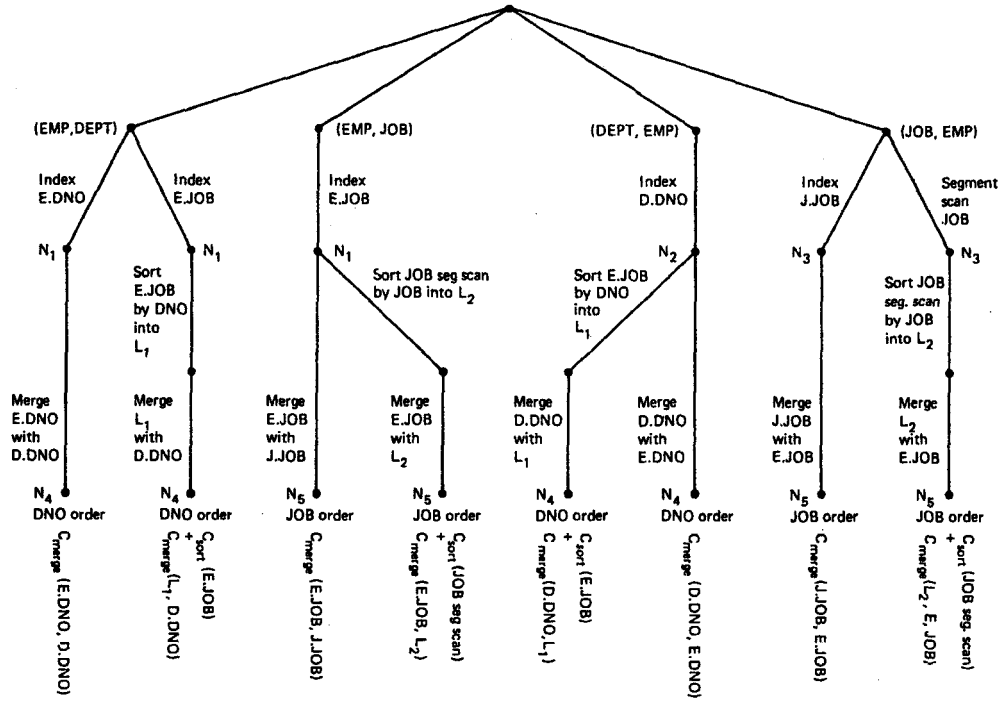 (EMP,DEPT)
(EMP, JOB)
(DEPT, EMP)
(JOB, EMP)
Index
E.DNO
Index
E.JOB
Index
E.JOB
Index
D.DNO
Index
J.JOB
Segment
scan
JOB
N1
N1
N1
N2
N3
N3
Sort
E.JOB
by DNO
into
L1
Sort JOB seg scan
by JOB into L2
Sort E.JOB
by DNO
into
L1
Sort JOB
seg. scan
by JOB
into L2
Merge
E.DNO
with
D.DNO
Merge
L1
with
D.DNO
Merge
E.JOB
with
J.JOB
Merge
E.JOB
with
L2
Merge
D.DNO
with
L1
Merge
D.DNO
with
E.DNO
Merge
J.JOB
with
E.JOB
Merge
L2
with
E.JOB
N4
DNO order
N4
DNO order
N5
JOB order
N5
JOB order
N4
DNO order
N4
DNO order
N5
JOB order
N5
JOB order
Cmerge (E.DNO, D.DNO)
Csort (E.JOB)
+
Cmerge(L1, D.DNO)
Cmerge (E.JOB, J.JOB)
Csort (JOB seg scan)
+
Cmerge (E.JOB, L2)
Csort (E.JOB)
+
Cmerge(D.DNO, L1)
Cmerge (D.DNO, E.DNO)
Cmerge(J.JOB, E.JOB)
Csort (JOB seg. scan)
+
Cmerge(L2, E, JOB)